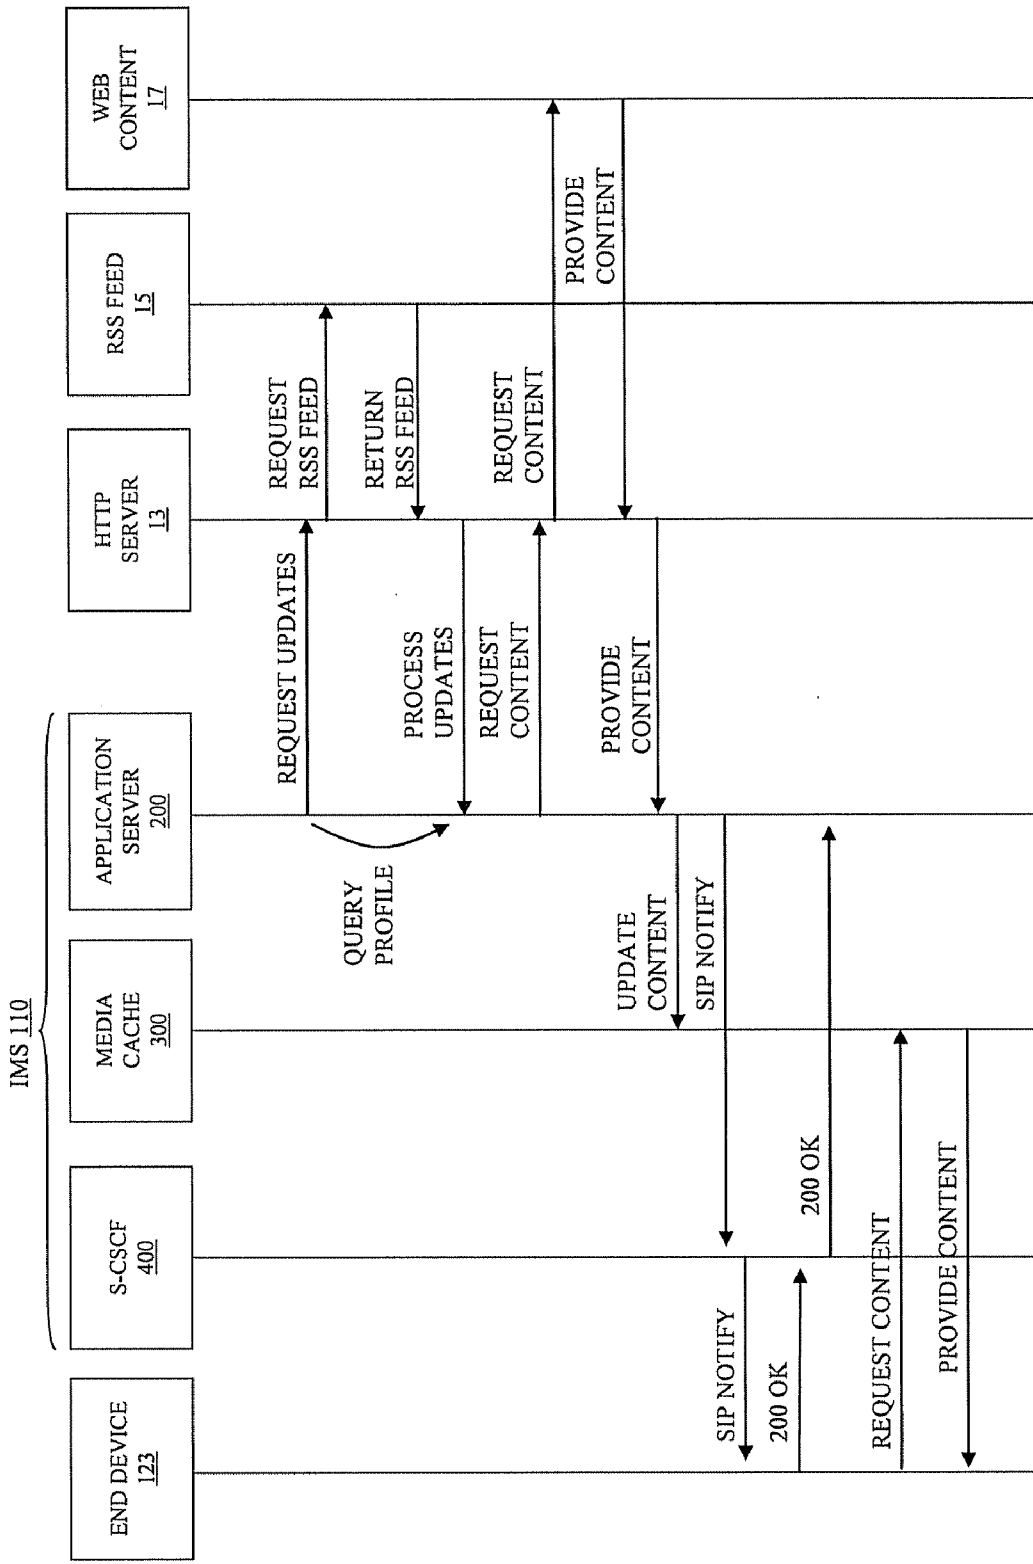 IMS 110
END DEVICE
123
S-CSCF
400
MEDIA
CACHE
300
APPLICATION
SERVER
200
HTTP
SERVER
13
RSS FEED
15
WEB
CONTENT
17
REQUEST UPDATES
REQUEST
RSS FEED
QUERY
PROFILE
RETURN
RSS FEED
PROCESS
UPDATES
REQUEST
CONTENT
REQUEST
CONTENT
PROVIDE
CONTENT
PROVIDE
CONTENT
UPDATE
CONTENT
SIP NOTIFY
SIP NOTIFY
200 OK
200 OK
REQUEST CONTENT
PROVIDE CONTENT